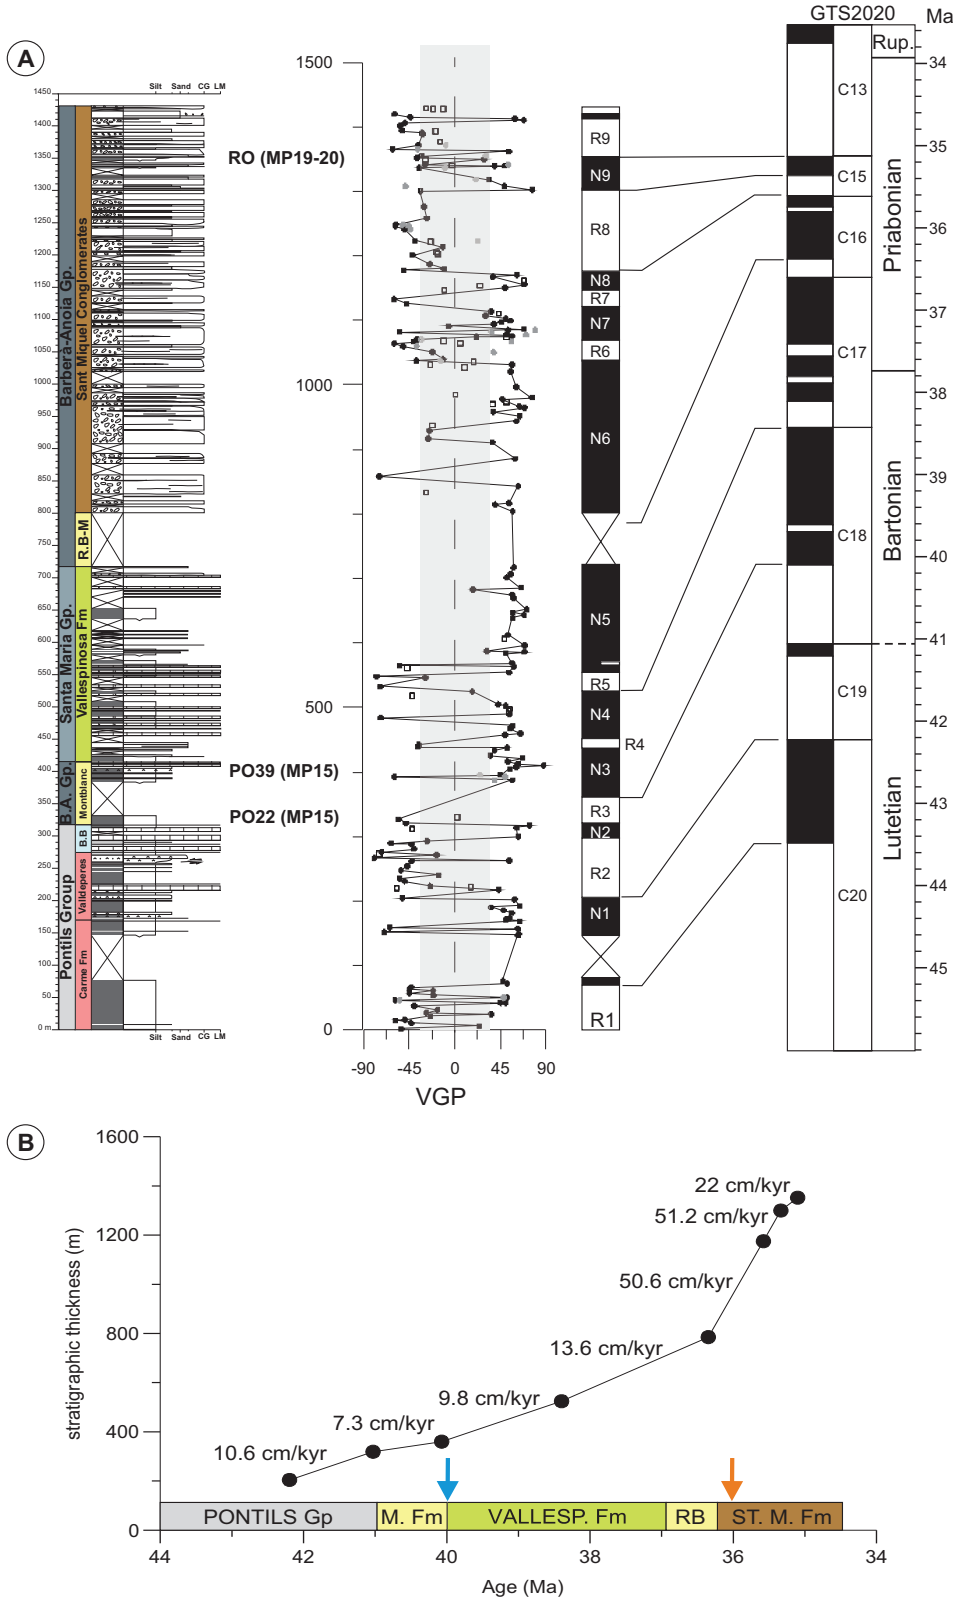 GTS2020
Ma
A
Silt Sand CG LM
1450
1400
1350
1300
1250
1200
1150
1100
1050
1000
950
900
850
800
750
700
650
600
550
500
450
400
350
300
250
200
150
100
50
0 m
Silt Sand CG LM
Barberà-Anoia Gp.
Sant Miquel Conglomerates
R.B-M
Santa Maria Gp.
Vallespinosa Fm
B.A. Gp.
Montblanc
Pontils Group
B.B
Valldeperes
Carme Fm
RO (MP19-20)
PO39 (MP15)
PO22 (MP15)
1500
1000
500
0
-90 -45 0 45 90
VGP
R9
N9
R8
N8
R7
N7
R6
N6
N5
R5
N4
R4
N3
R3
N2
R2
N1
R1
C13
C15
C16
C17
C18
C19
C20
Rup.
Priabonian
Bartonian
Lutetian
34
35
36
37
38
39
40
41
42
43
44
45
B
1600
1200
800
400
0
stratigraphic thickness (m)
22 cm/kyr
51.2 cm/kyr
50.6 cm/kyr
13.6 cm/kyr
9.8 cm/kyr
7.3 cm/kyr
10.6 cm/kyr
PONTILS Gp M. Fm VALLESP. Fm RB ST. M. Fm
44 42 40 38 36 34
Age (Ma)